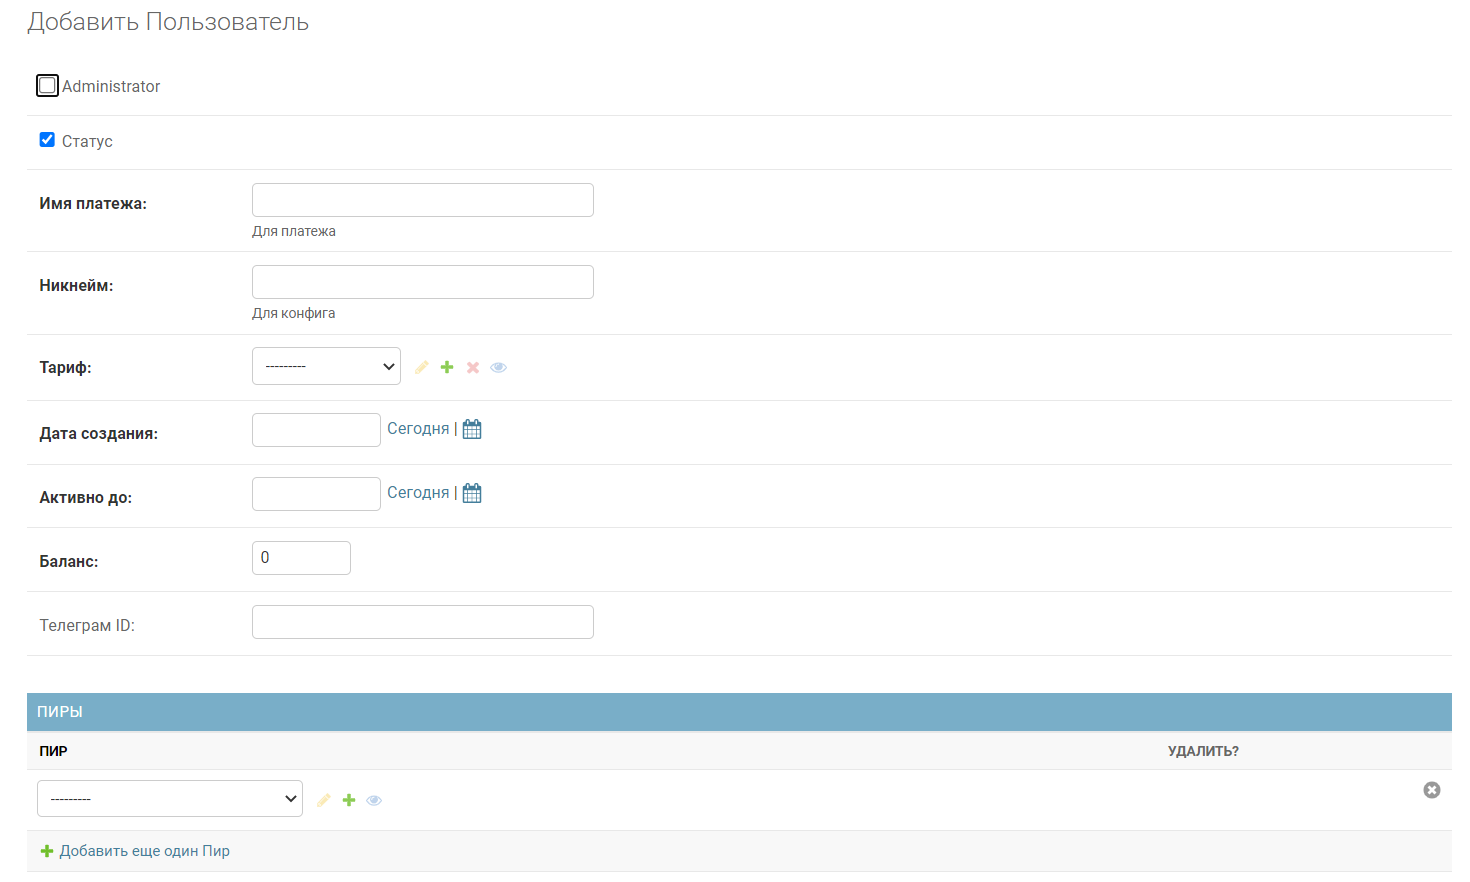 Добавить Пользователь
Administrator
Статус
Имя платежа:
Для платежа
Никнейм:
Для конфига
Тариф: ---------
Дата создания: Сегодня |
Активно до: Сегодня |
Баланс: 0
Телеграм ID:
ПИРЫ
ПИР УДАЛИТЬ?
---------
Добавить еще один Пир